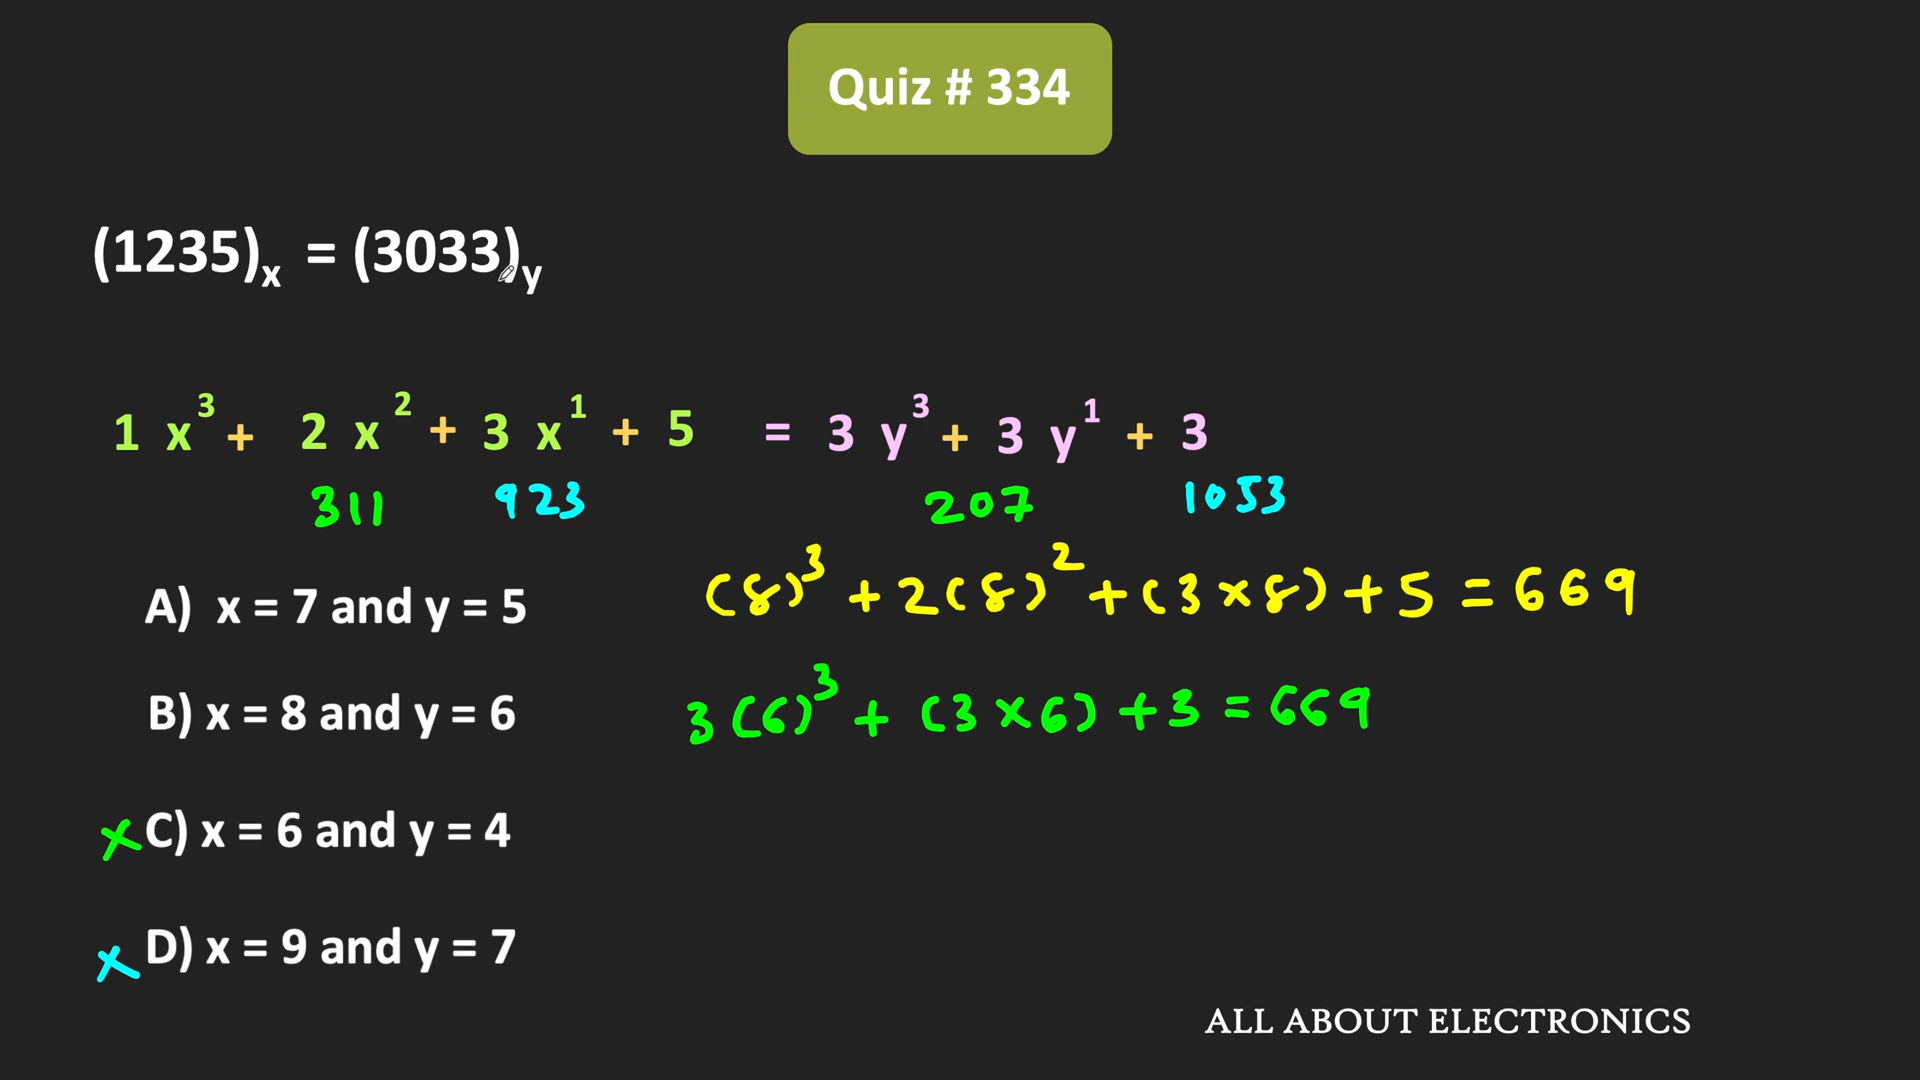 Quiz # 334
(1235)x = (3033)y
1 x³ + 2 x² + 3 x¹ + 5 = 3 y³ + 3 y¹ + 3
311 923 207 1053
(8)³ + 2(8)² + (3 × 8) + 5 = 669
A) x = 7 and y = 5
B) x = 8 and y = 6
3(6)³ + (3 × 6) + 3 = 669
× C) x = 6 and y = 4
× D) x = 9 and y = 7
ALL ABOUT ELECTRONICS